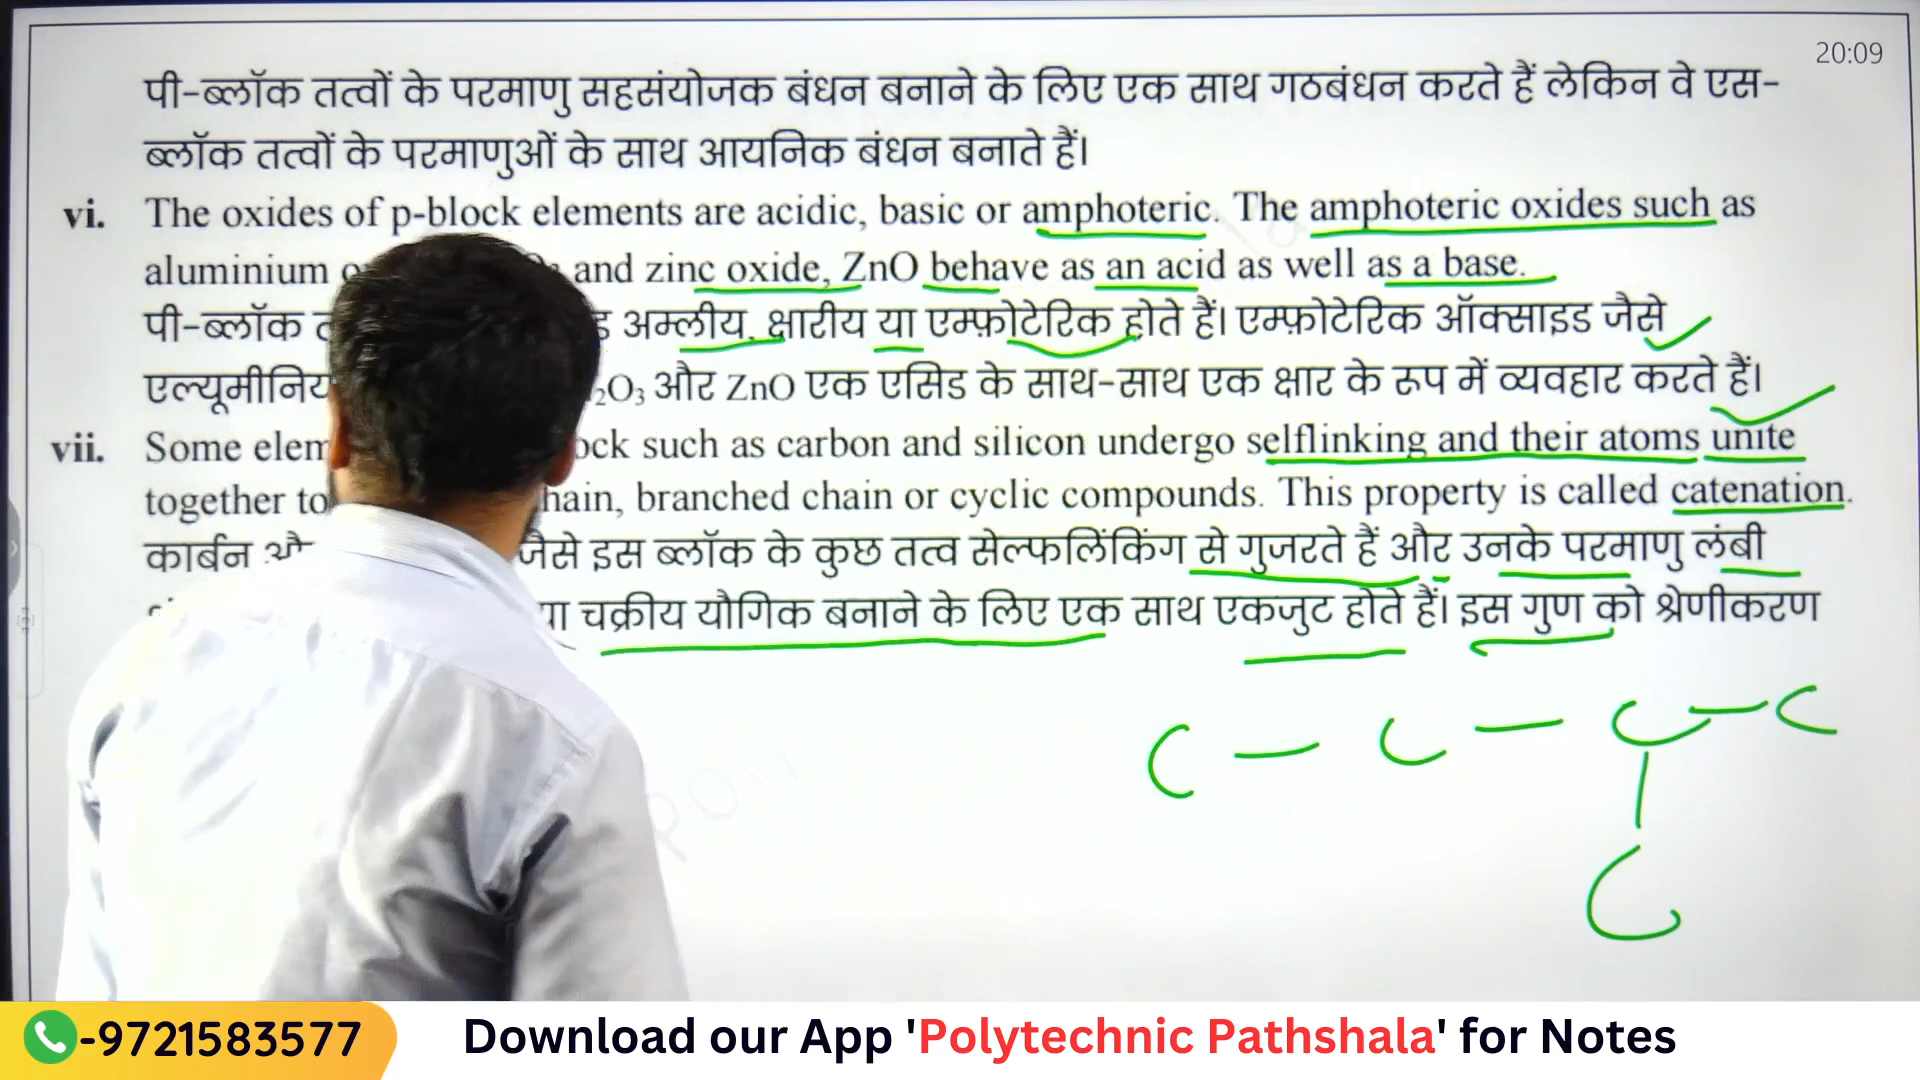 20:09
पी-ब्लॉक तत्वों के परमाणु सहसंयोजक बंधन बनाने के लिए एक साथ गठबंधन करते हैं लेकिन वे एस-
ब्लॉक तत्वों के परमाणुओं के साथ आयनिक बंधन बनाते हैं।
vi. The oxides of p-block elements are acidic, basic or amphoteric. The amphoteric oxides such as
aluminium and zinc oxide, ZnO behave as an acid as well as a base.
पी-ब्लॉक अम्लीय, क्षारीय या एम्फ़ोटेरिक होते हैं। एम्फ़ोटेरिक ऑक्साइड जैसे
₂O₃ और ZnO एक एसिड के साथ-साथ एक क्षार के रूप में व्यवहार करते हैं।
vii. Some such as carbon and silicon undergo selflinking and their atoms unite
together to branched chain or cyclic compounds. This property is called catenation.
कार्बन जैसे इस ब्लॉक के कुछ तत्व सेल्फलिंकिंग से गुजरते हैं और उनके परमाणु लंबी
चक्रीय यौगिक बनाने के लिए एक साथ एकजुट होते हैं। इस गुण को श्रेणीकरण
C - C - C - C
C
-9721583577 Download our App 'Polytechnic Pathshala' for Notes